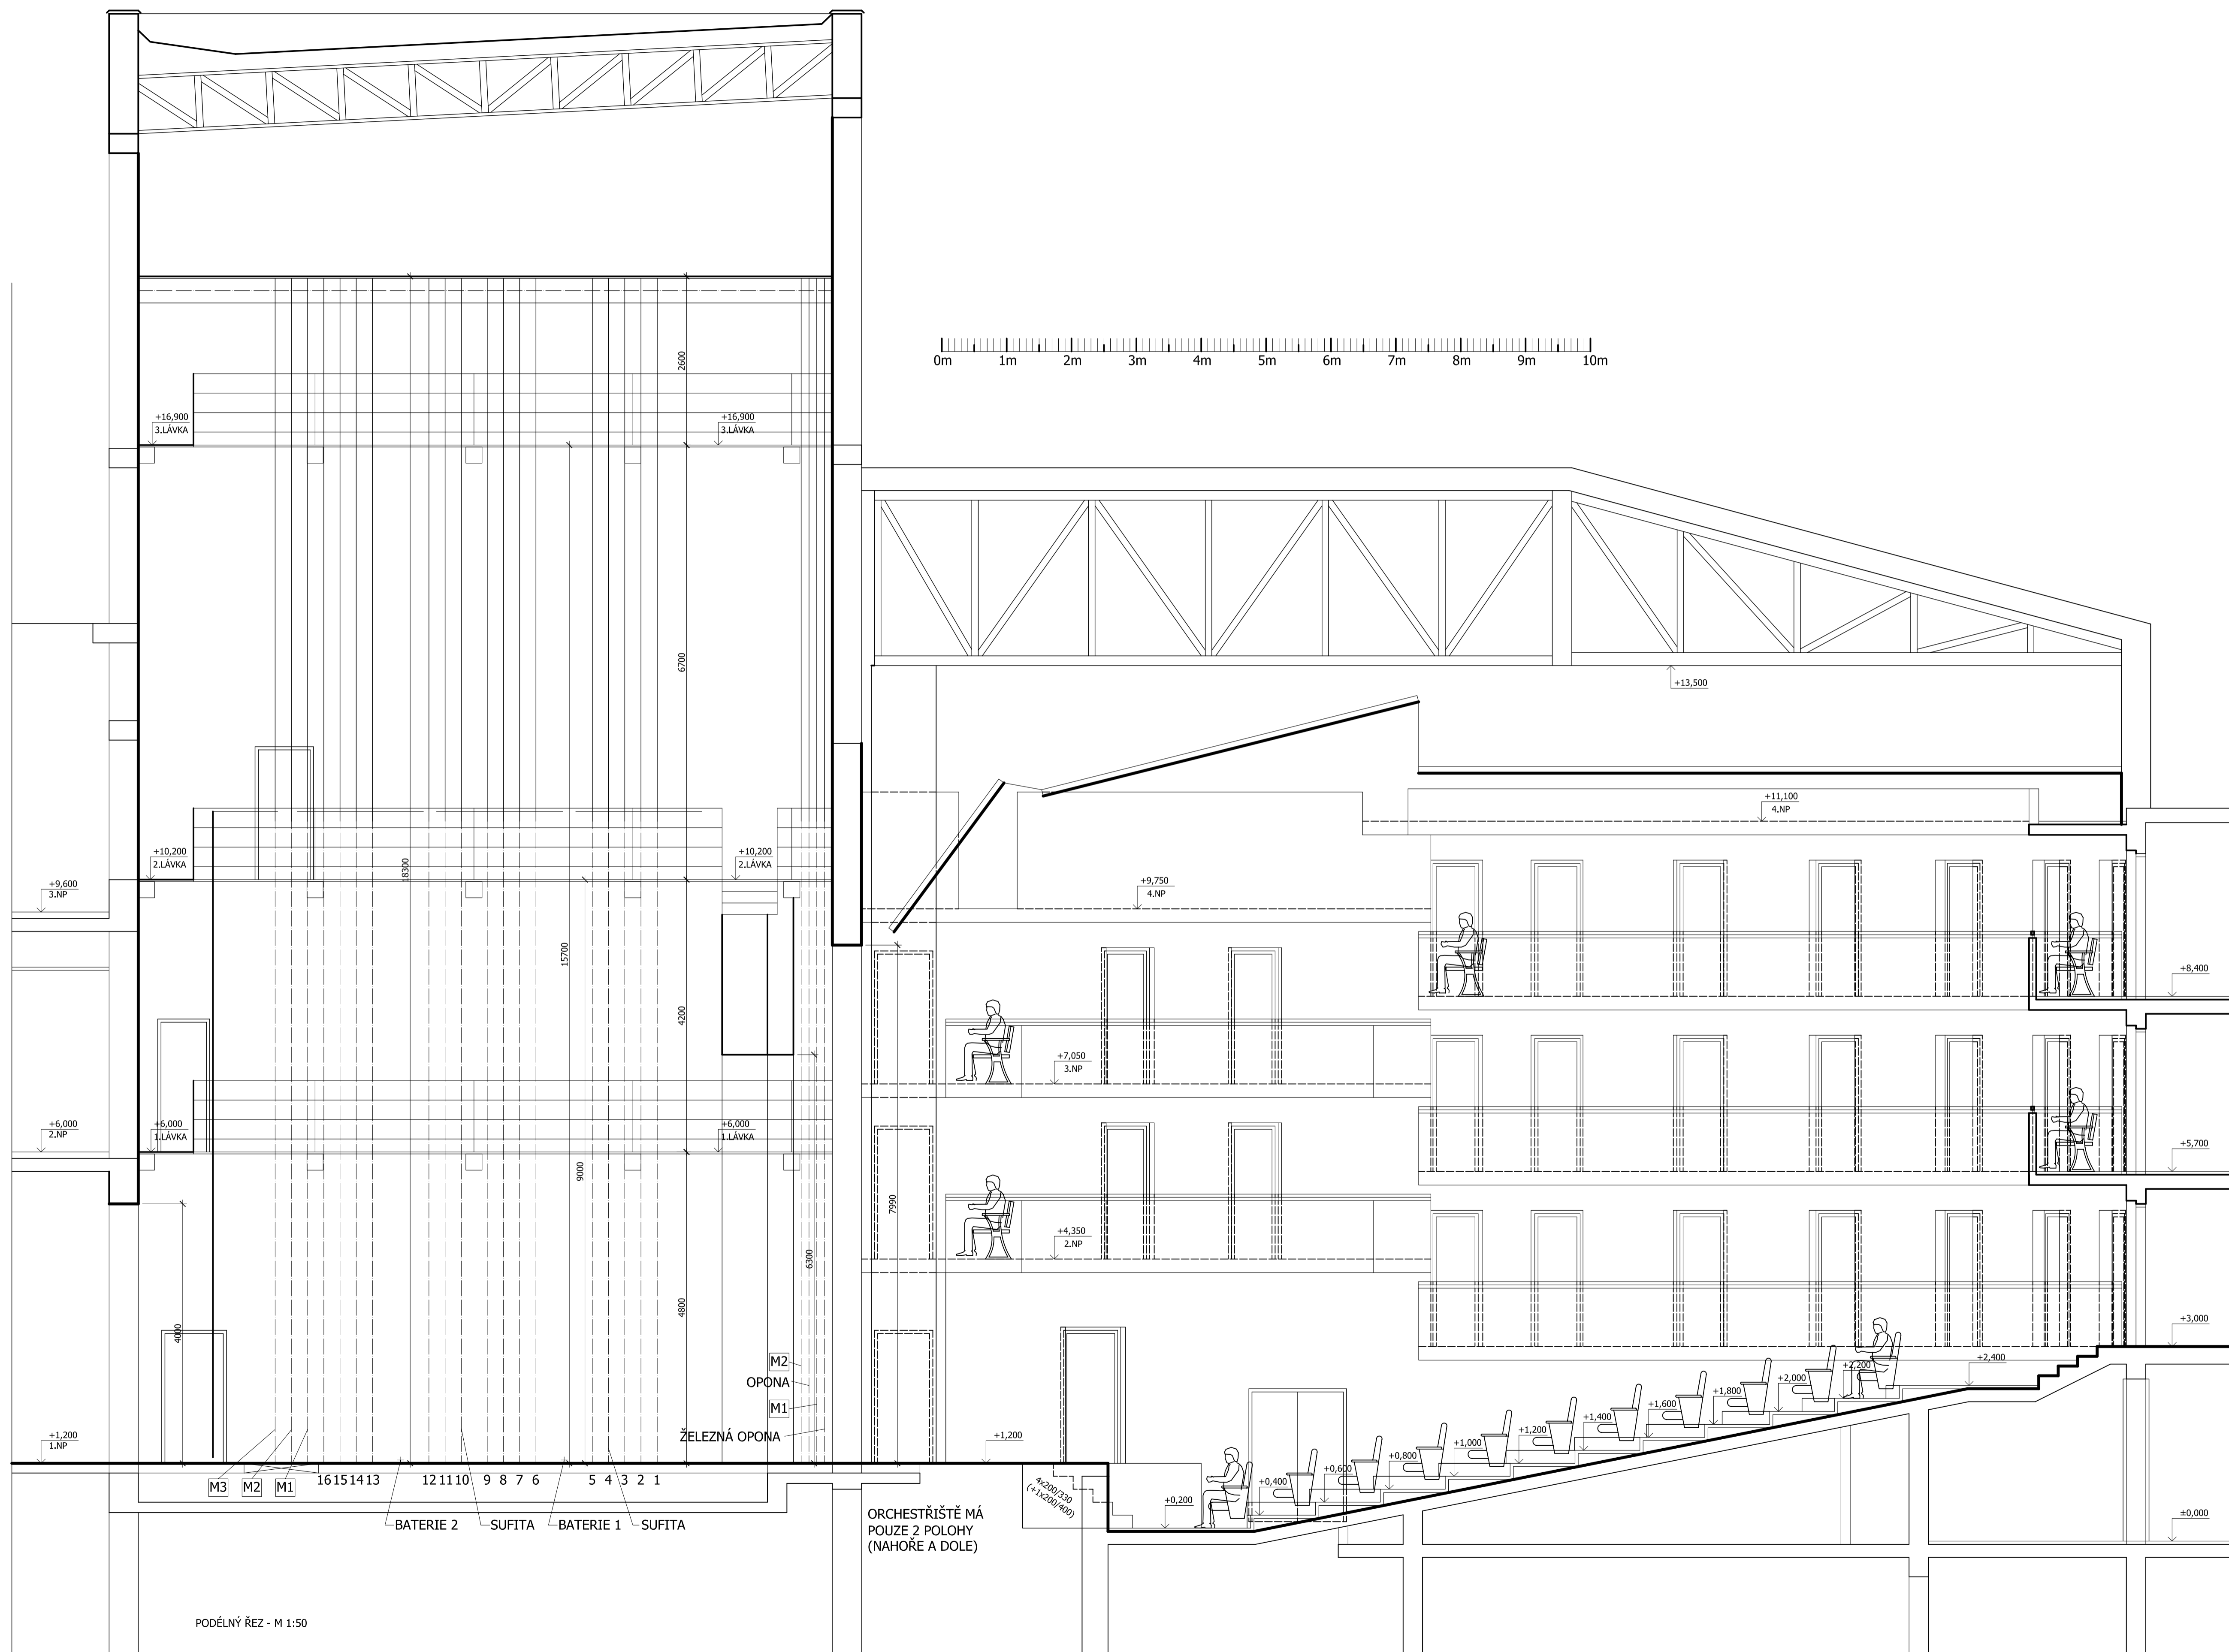 0m 1m 2m 3m 4m 5m 6m 7m 8m 9m 10m
2600
+16,900
3.LÁVKA
+16,900
3.LÁVKA
6700
+13,500
+11,100
4.NP
+10,200
2.LÁVKA
+10,200
2.LÁVKA
18300
+9,600
3.NP
+9,750
4.NP
15700
+8,400
4200
+7,050
3.NP
+6,000
2.NP
+6,000
1.LÁVKA
+6,000
1.LÁVKA
+5,700
9000
7990
6300
+4,350
2.NP
4800
4000
+3,000
M2
OPONA
M1
ŽELEZNÁ OPONA
+2,400
+2,200
+2,000
+1,800
+1,600
+1,400
+1,200
+1,000
+0,800
+0,600
+0,400
+0,200
+1,200
1.NP
+1,200
4x200/330
(+1x200/400)
±0,000
M3 M2 M1 16 15 14 13 12 11 10 9 8 7 6 5 4 3 2 1
BATERIE 2 SUFITA BATERIE 1 SUFITA
ORCHESTŘIŠTĚ MÁ
POUZE 2 POLOHY
(NAHOŘE A DOLE)
PODÉLNÝ ŘEZ - M 1:50